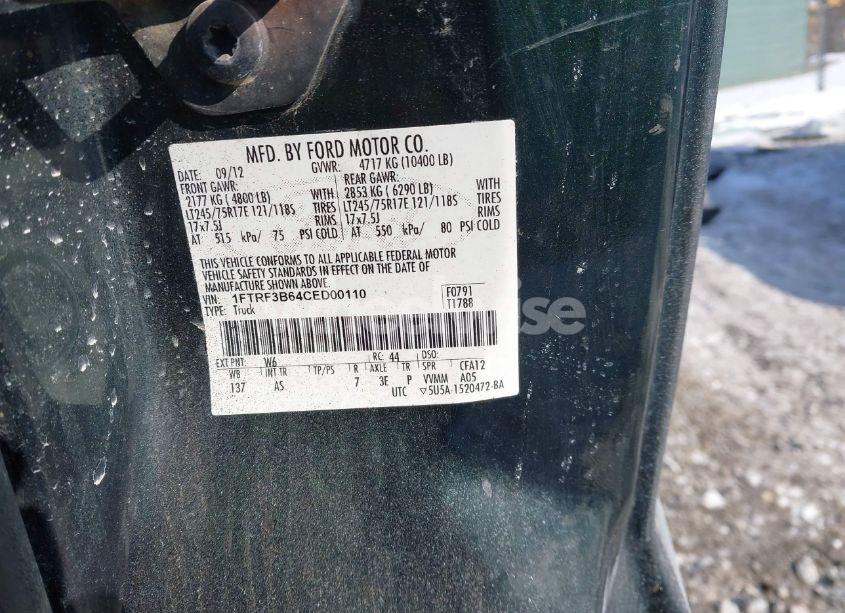 12
MFD. BY FORD MOTOR CO.
DATE: 09/12 GVWR: 4717 KG (10400 LB)
FRONT GAWR: REAR GAWR:
2177 KG ( 4800 LB) WITH 2853 KG ( 6290 LB) WITH
LT245/75R17E 121/118S TIRES LT245/75R17E 121/118S TIRES
17x7.5J RIMS 17x7.5J RIMS
AT 515 kPa/ 75 PSI COLD AT 550 kPa/ 80 PSI COLD
THIS VEHICLE CONFORMS TO ALL APPLICABLE FEDERAL MOTOR
VEHICLE SAFETY STANDARDS IN EFFECT ON THE DATE OF
MANUFACTURE SHOWN ABOVE.
VIN: 1FTRF3B64CED00110 F0791
TYPE: Truck T1788
EXT PNT: W6 RC: 44 DSO:
WB INT TR TP/PS R AXLE TR SPR CFA12
137 AS 7 3E P VVMM A05
UTC ▽5U5A-1520472-BA